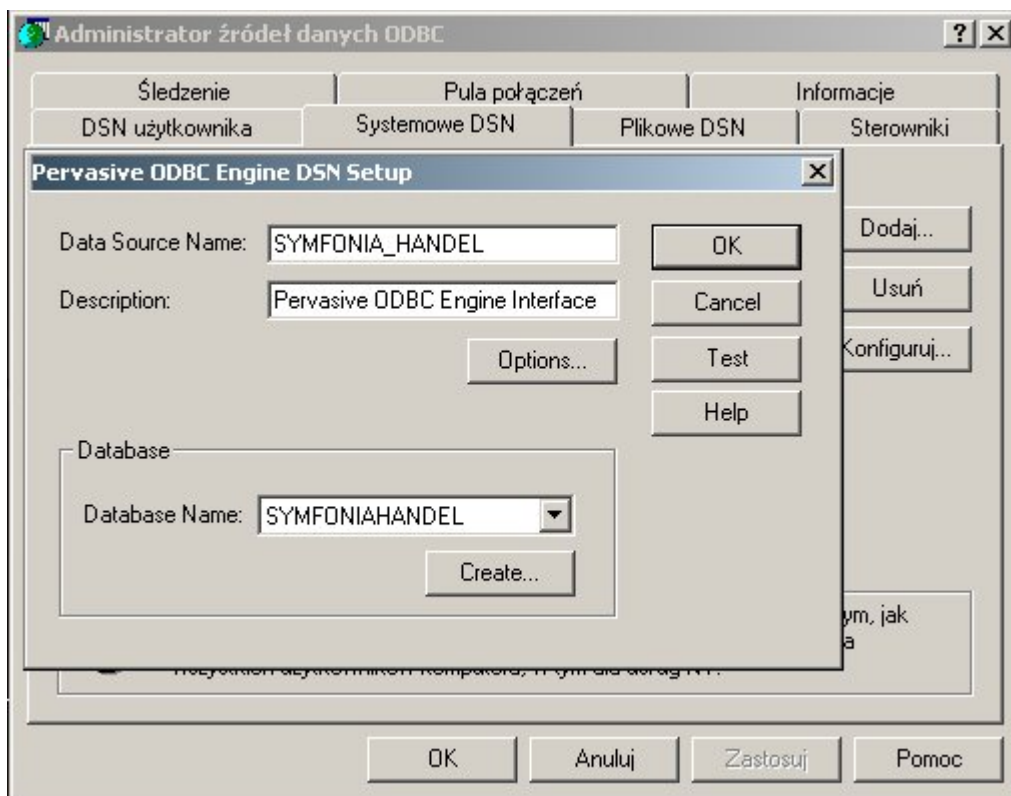 Administrator źródeł danych ODBC
Śledzenie Pula połączeń Informacje
DSN użytkownika Systemowe DSN Plikowe DSN Sterowniki
Pervasive ODBC Engine DSN Setup
Data Source Name: SYMFONIA_HANDEL OK Dodaj...
Description: Pervasive ODBC Engine Interface Cancel Usuń
Options... Test Konfiguruj...
Help
Database
Database Name: SYMFONIAHANDEL
Create...
ym, jak
a
OK Anuluj Zastosuj Pomoc